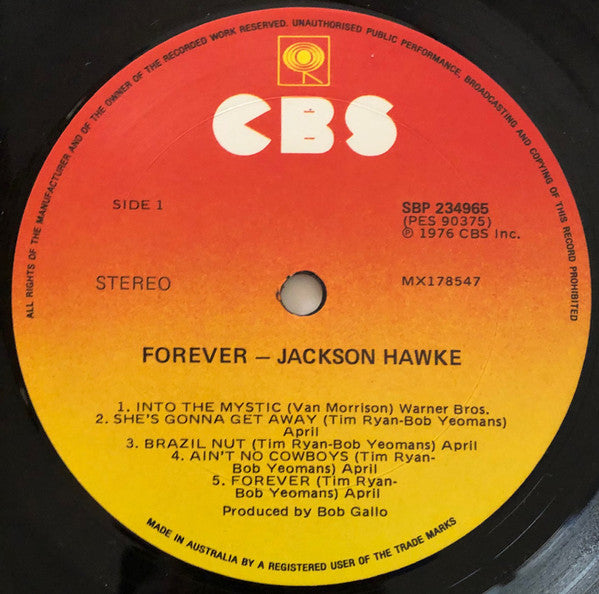 ALL RIGHTS OF THE MANUFACTURER AND OF THE OWNER OF THE RECORDED WORK RESERVED. UNAUTHORISED PUBLIC PERFORMANCE, BROADCASTING AND COPYING OF THIS RECORD PROHIBITED
CBS
SIDE 1
SBP 234965
(PES 90375)
℗ 1976 CBS Inc.
STEREO
MX178547
FOREVER – JACKSON HAWKE
1. INTO THE MYSTIC (Van Morrison) Warner Bros.
2. SHE'S GONNA GET AWAY (Tim Ryan-Bob Yeomans)
April
3. BRAZIL NUT (Tim Ryan-Bob Yeomans) April
4. AIN'T NO COWBOYS (Tim Ryan-
Bob Yeomans) April
5. FOREVER (Tim Ryan-
Bob Yeomans) April
Produced by Bob Gallo
MADE IN AUSTRALIA BY A REGISTERED USER OF THE TRADE MARKS